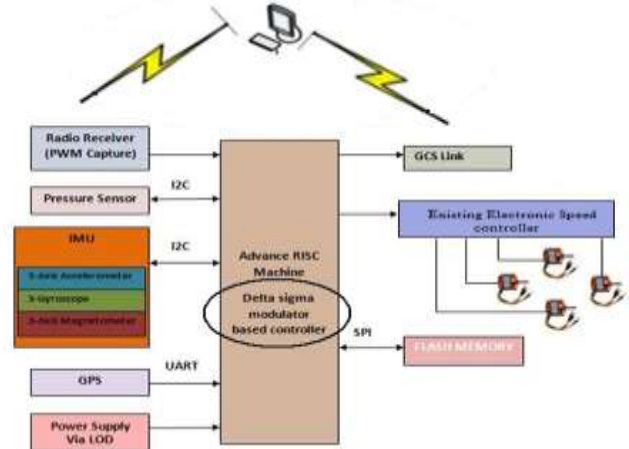 Radio Receiver
(PWM Capture)
I2C
Pressure Sensor
IMU
I2C
3-Axis Accelerometer
3-Gyroscope
3-Axis Magnetometer
UART
GPS
Power Supply
Via LOD
Advance RISC
Machine
Delta sigma
modulator
based controller
GCS Link
Existing Electronic Speed
controller
SPI
FLASH MEMORY